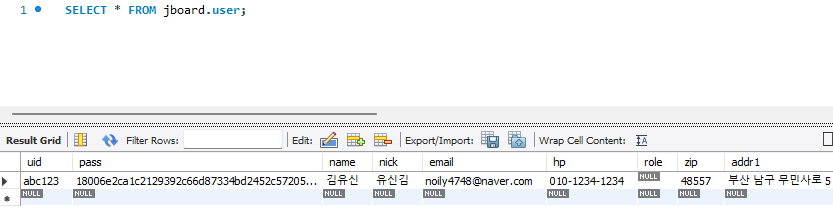 1 SELECT * FROM jboard.user;
Result Grid Filter Rows: Edit: Export/Import: Wrap Cell Content: IA
uid pass name nick email hp role zip addr1
abc123 18006e2ca1c2129392c66d87334bd2452c57205... 김유신 유신김 noily4748@naver.com 010-1234-1234 NULL 48557 부산 남구 무민사로 5
NULL NULL NULL NULL NULL NULL NULL NULL NULL